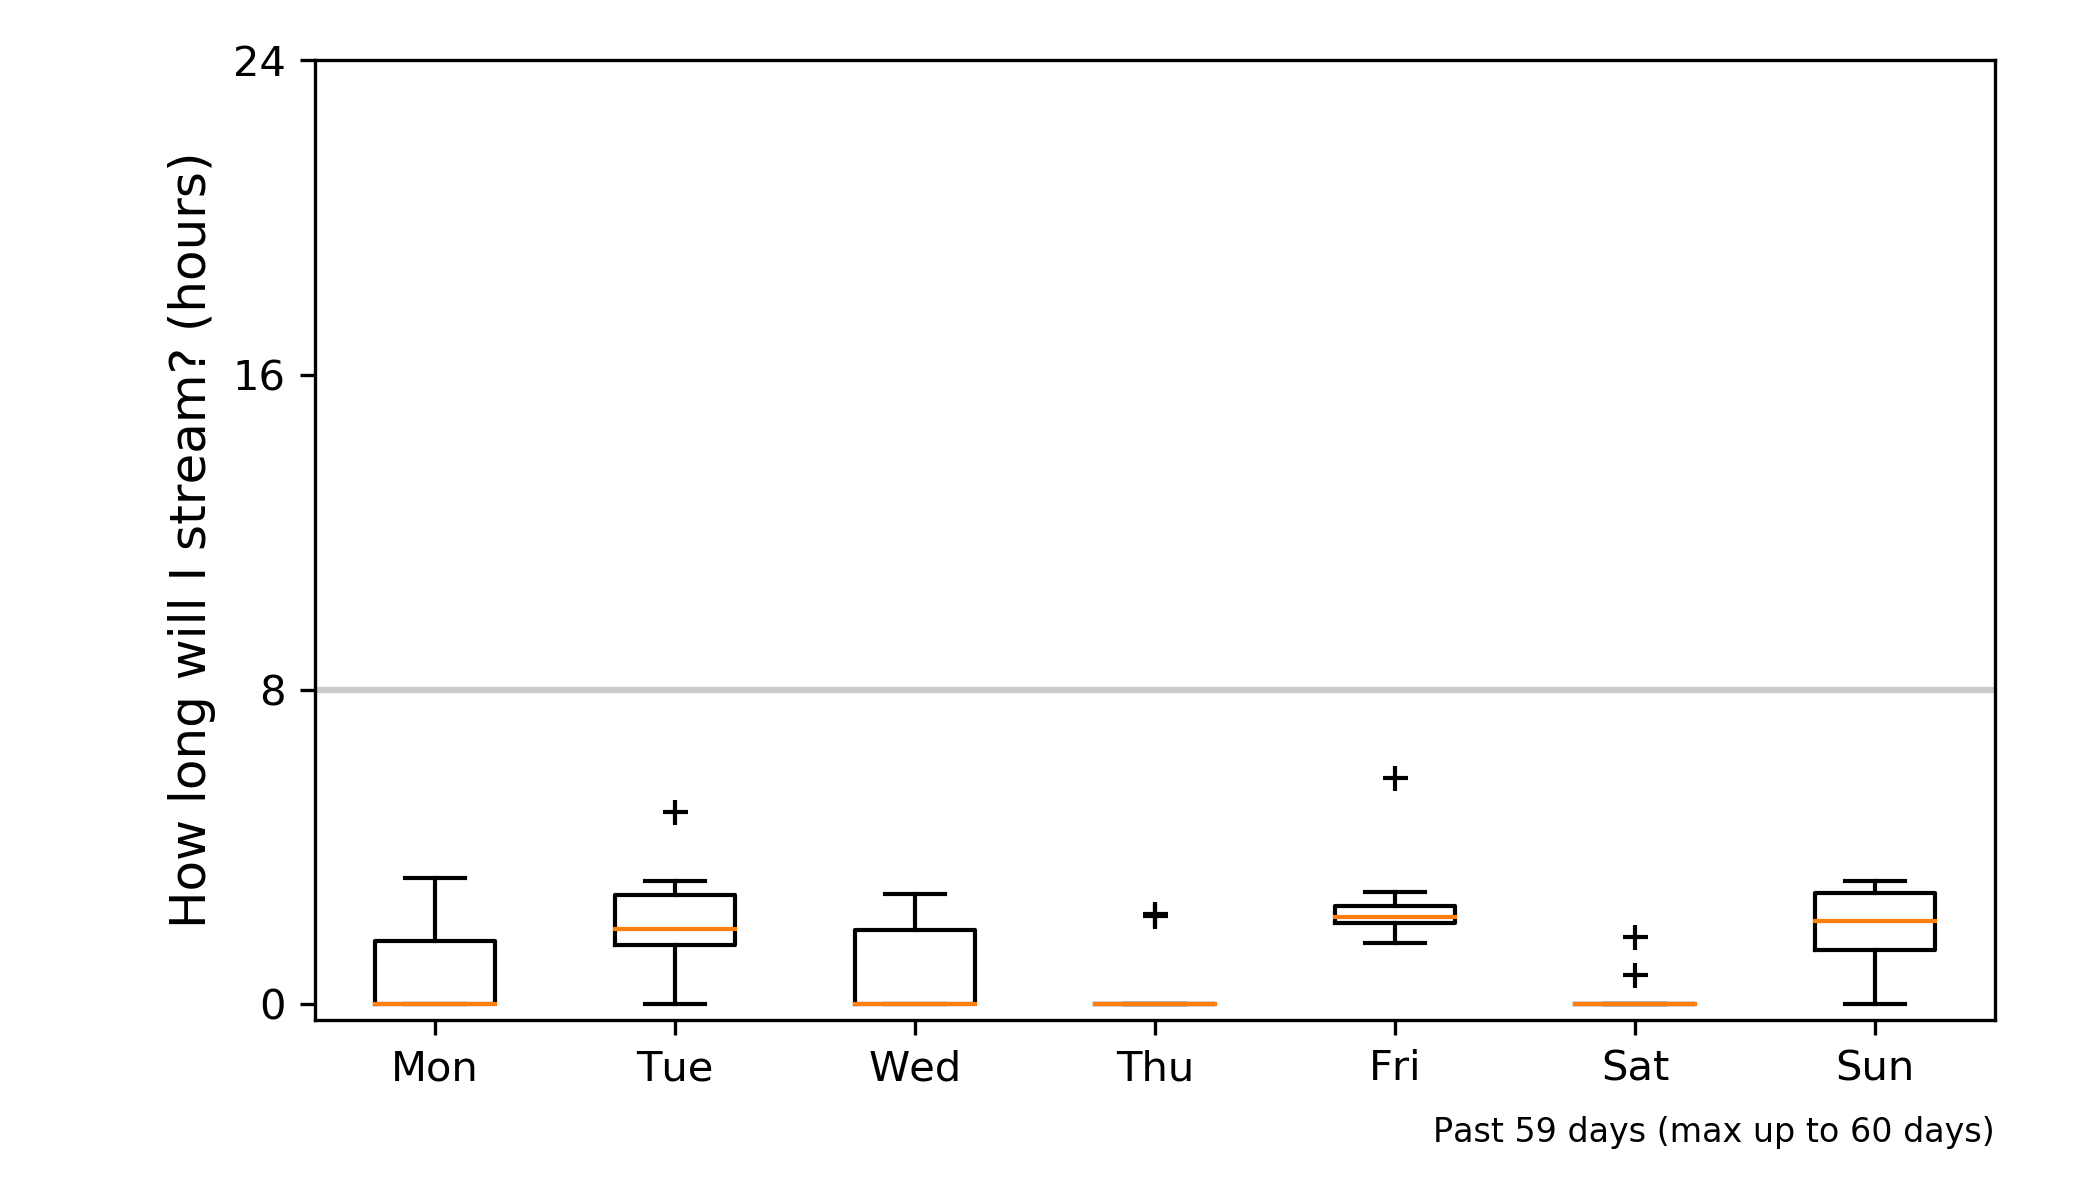 How long will I stream? (hours)
24
16
8
0
Mon Tue Wed Thu Fri Sat Sun
Past 59 days (max up to 60 days)